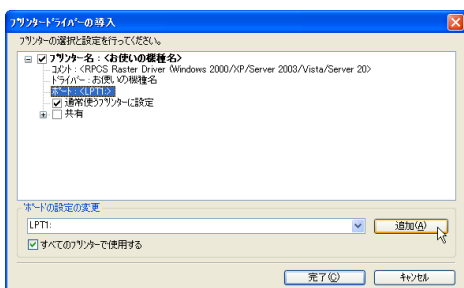 プリンタードライバーの導入
プリンターの選択と設定を行ってください。
プリンター名:<お使いの機種名>
コメント:<RPCS Raster Driver (Windows 2000/XP/Server 2003/Vista/Server 20>
ドライバー:お使いの機種名
ポート:<LPT1:>
通常使うプリンターに設定
共有
ポートの設定の変更
LPT1:
追加(A)
すべてのプリンターで使用する
完了(C)
キャンセル